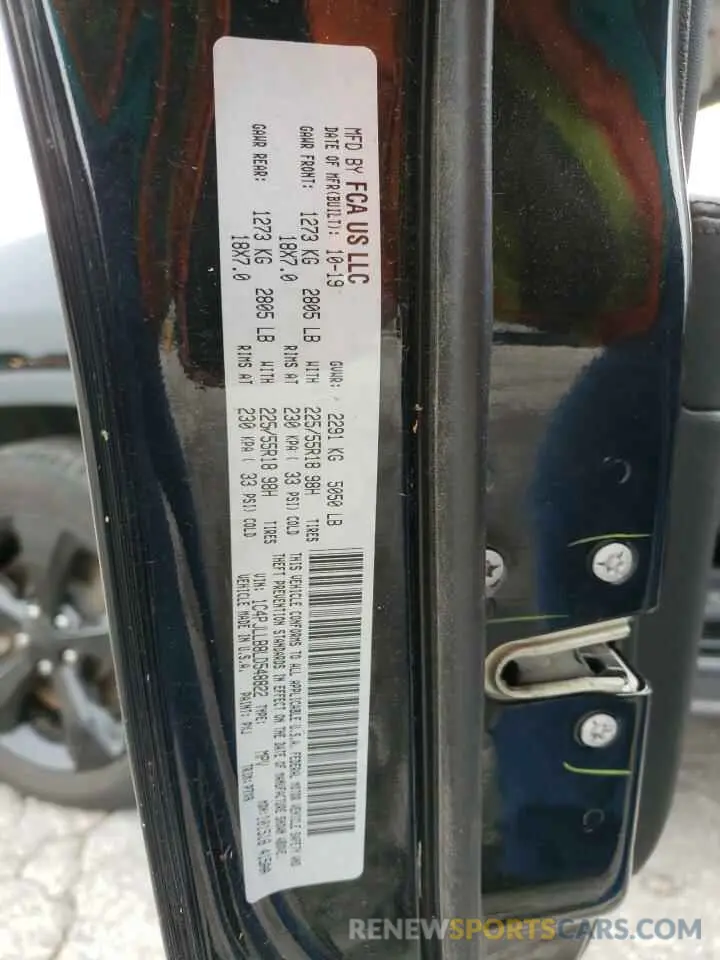 MFD BY FCA US LLC
DATE OF MFR(BUILT): 10-19 GVWR: 2291 KG 5050 LB
GAWR FRONT: 1273 KG 2805 LB WITH 225/55R18 98H TIRES
18X7.0 RIMS AT 230 KPA ( 33 PSI) COLD
GAWR REAR: 1273 KG 2805 LB WITH 225/55R18 98H TIRES
18X7.0 RIMS AT 230 KPA ( 33 PSI) COLD
THIS VEHICLE CONFORMS TO ALL APPLICABLE U.S.A. FEDERAL MOTOR VEHICLE SAFETY AND
THEFT PREVENTION STANDARDS IN EFFECT ON THE DATE OF MANUFACTURE SHOWN ABOVE.
VIN: 1C4PJLLB8LD548822 TYPE: MPV
VEHICLE MADE IN U.S.A. PAINT: PXJ TRIM:
RENEWSPORTSCARS.COM